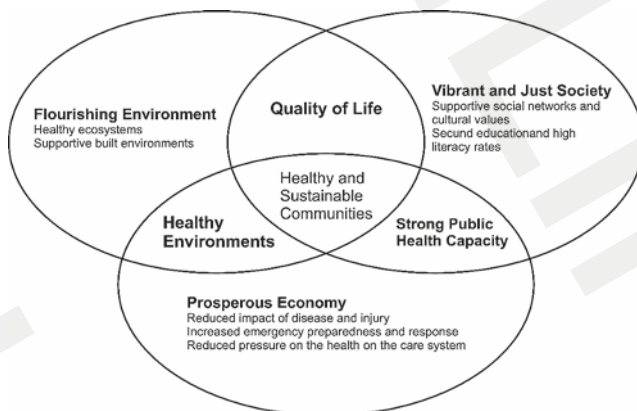 Flourishing Environment
Healthy ecosystems
Supportive built environments
Quality of Life
Vibrant and Just Society
Supportive social networks and
cultural values
Secund educationand high
literacy rates
Healthy and
Sustainable
Communities
Healthy
Environments
Strong Public
Health Capacity
Prosperous Economy
Reduced impact of disease and injury
Increased emergency preparedness and response
Reduced pressure on the health on the care system